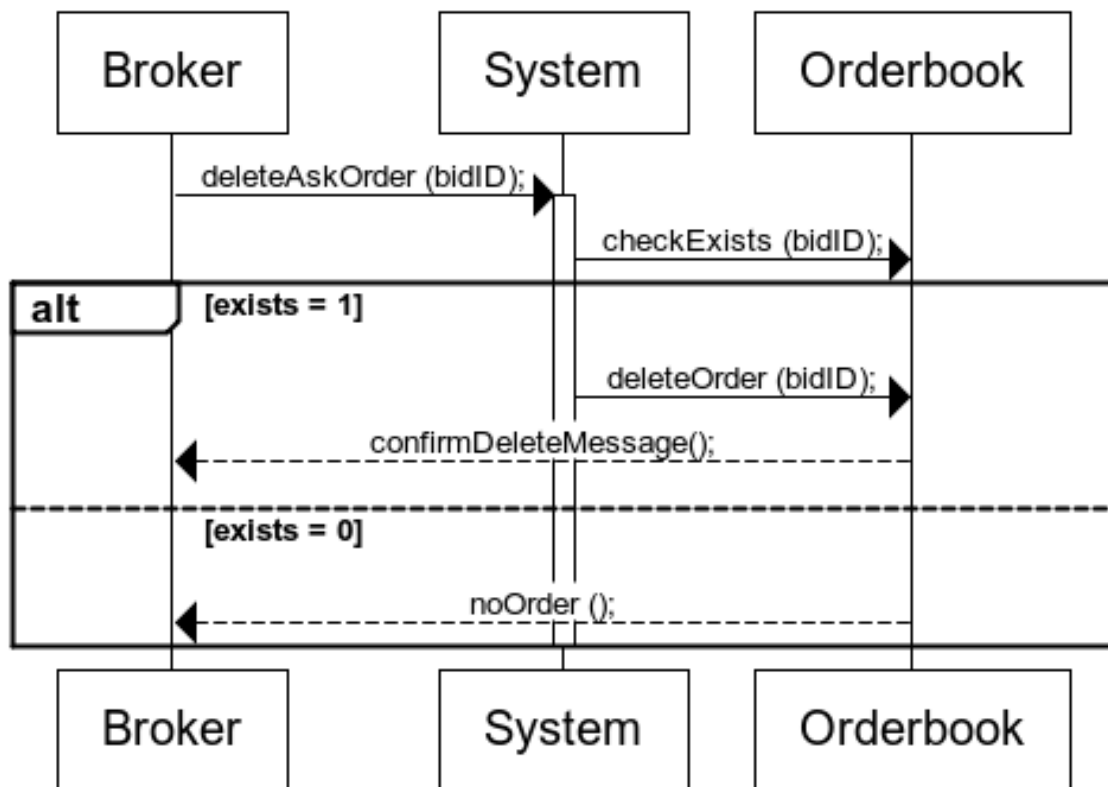 Broker System Orderbook
deleteAskOrder (bidID);
checkExists (bidID);
alt [exists = 1]
deleteOrder (bidID);
confirmDeleteMessage();
[exists = 0]
noOrder ();
Broker System Orderbook